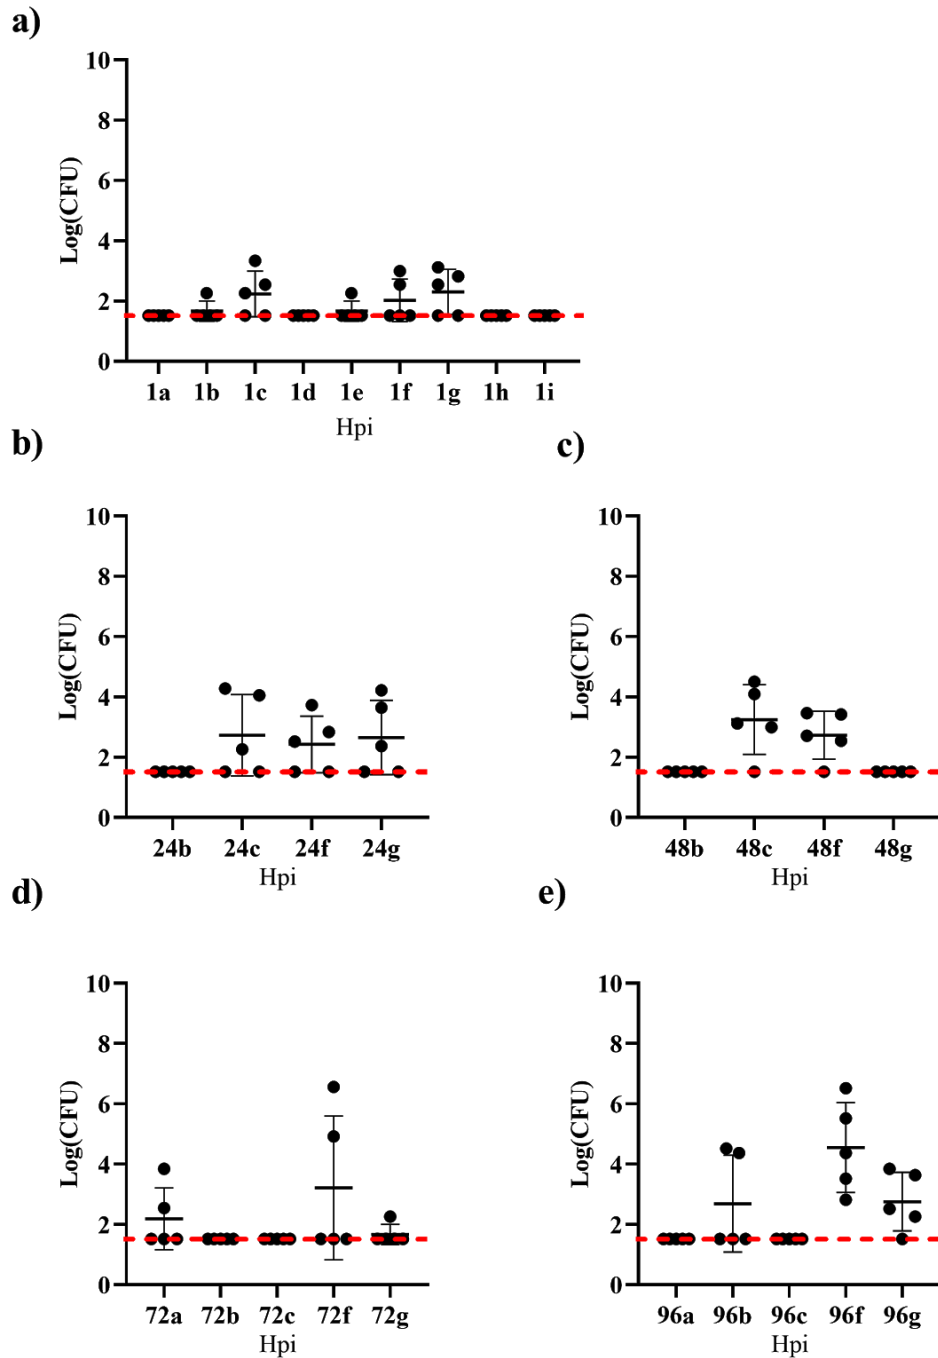 a)
10
8
6
4
2
0
Log(CFU)
1a 1b 1c 1d 1e 1f 1g 1h 1i
Hpi
b)
10
8
6
4
2
0
Log(CFU)
24b 24c 24f 24g
Hpi
c)
10
8
6
4
2
0
Log(CFU)
48b 48c 48f 48g
Hpi
d)
10
8
6
4
2
0
Log(CFU)
72a 72b 72c 72f 72g
Hpi
e)
10
8
6
4
2
0
Log(CFU)
96a 96b 96c 96f 96g
Hpi